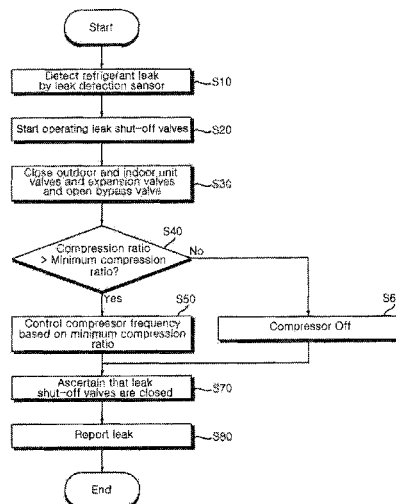 Start
Detect refrigerant leak
by leak detection sensor
S10
Start operating leak shut-off valves
S20
Close outdoor and indoor unit
valves and expansion valves
and open bypass valve
S30
S40
Compression ratio
> Minimum compression
ratio?
No
Yes
S50
Control compressor frequency
based on minimum compression
ratio
S6
Compressor Off
Ascertain that leak
shut-off valves are closed
S70
Report leak
S80
End